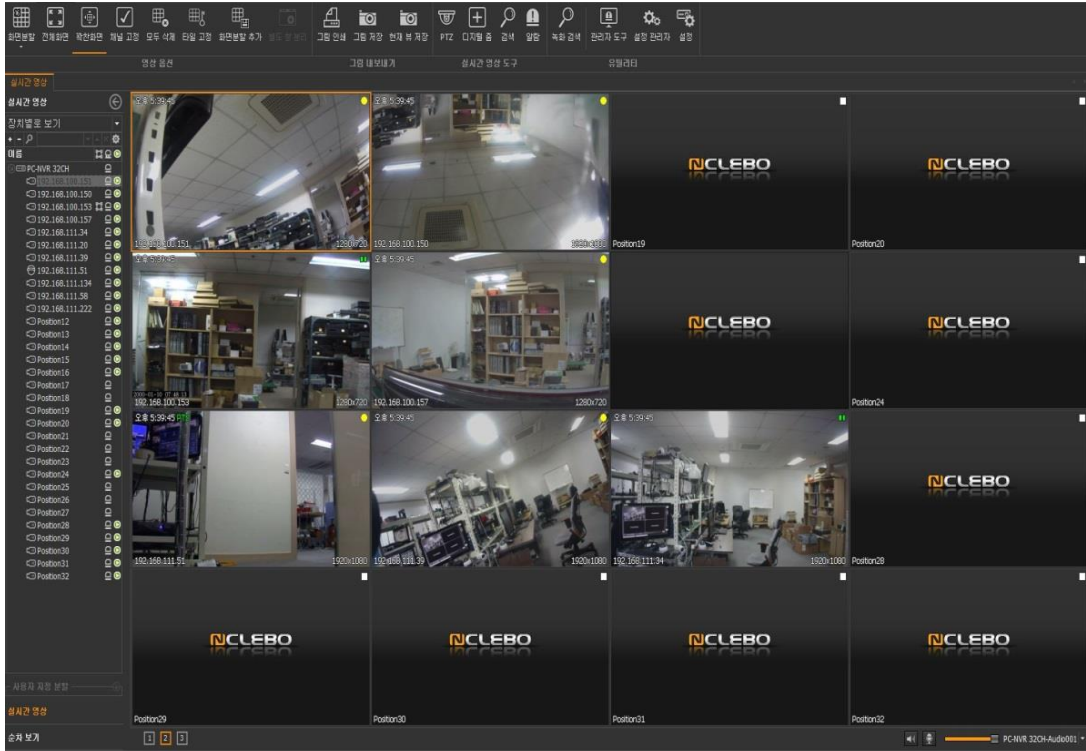 화면분할 전체화면 꽉찬화면 채널 고정 모두 삭제 타일 고정 화면분할 추가 그림 인쇄 그림 저장 현재 뷰 저장 PTZ 디지털 줌 검색 알람 녹화 검색 관리자 도구 설정 관리자 설정
영상 옵션 그림 내보내기 실시간 영상 도구 유틸리티
실시간 영상
실시간 영상
장치별로 보기
이름
PC-NVR 32CH
192.168.100.151
192.168.100.150
192.168.100.153
192.168.100.157
192.168.111.34
192.168.111.20
192.168.111.39
192.168.111.51
192.168.111.134
192.168.111.58
192.168.111.222
Position12
Position13
Position14
Position15
Position16
Position17
Position18
Position19
Position20
Position21
Position22
Position23
Position24
Position25
Position26
Position27
Position28
Position29
Position30
Position31
Position32
사용자 지정 분할
실시간 영상
순차 보기
오후 5:39:45
192.168.100.151 1280x720
오후 5:39:45
192.168.100.150
NCLEBO
Position19
NCLEBO
Position20
오후 5:39:45
192.168.100.153 1280x720
오후 5:39:45
192.168.100.157 1280x720
NCLEBO
NCLEBO
Position24
오후 5:39:45
192.168.111.51 1920x1080
오후 5:39:45
192.168.111.39 1920x1080
오후 5:39:45
192.168.111.34 1920x1080
NCLEBO
Position28
NCLEBO
Position29
NCLEBO
Position30
NCLEBO
Position31
NCLEBO
Position32
1 2 3
PC-NVR 32CH-Audio001